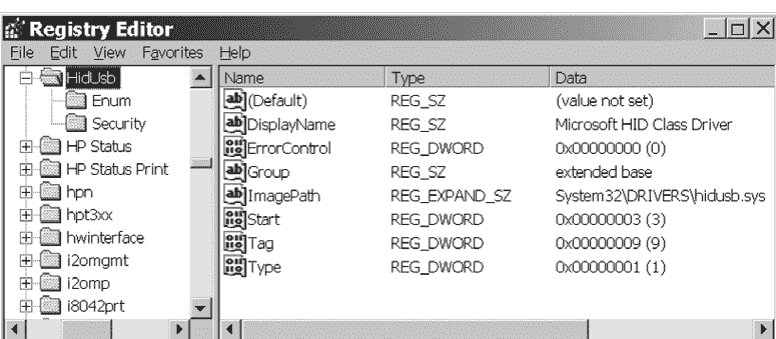 Registry Editor
File Edit View Favorites Help
HidUsb
Enum
Security
HP Status
HP Status Print
hpn
hpt3xx
hwinterface
i2omgmt
i2omp
i8042prt
Name Type Data
(Default) REG_SZ (value not set)
DisplayName REG_SZ Microsoft HID Class Driver
ErrorControl REG_DWORD 0x00000000 (0)
Group REG_SZ extended base
ImagePath REG_EXPAND_SZ System32\DRIVERS\hidusb.sys
Start REG_DWORD 0x00000003 (3)
Tag REG_DWORD 0x00000009 (9)
Type REG_DWORD 0x00000001 (1)